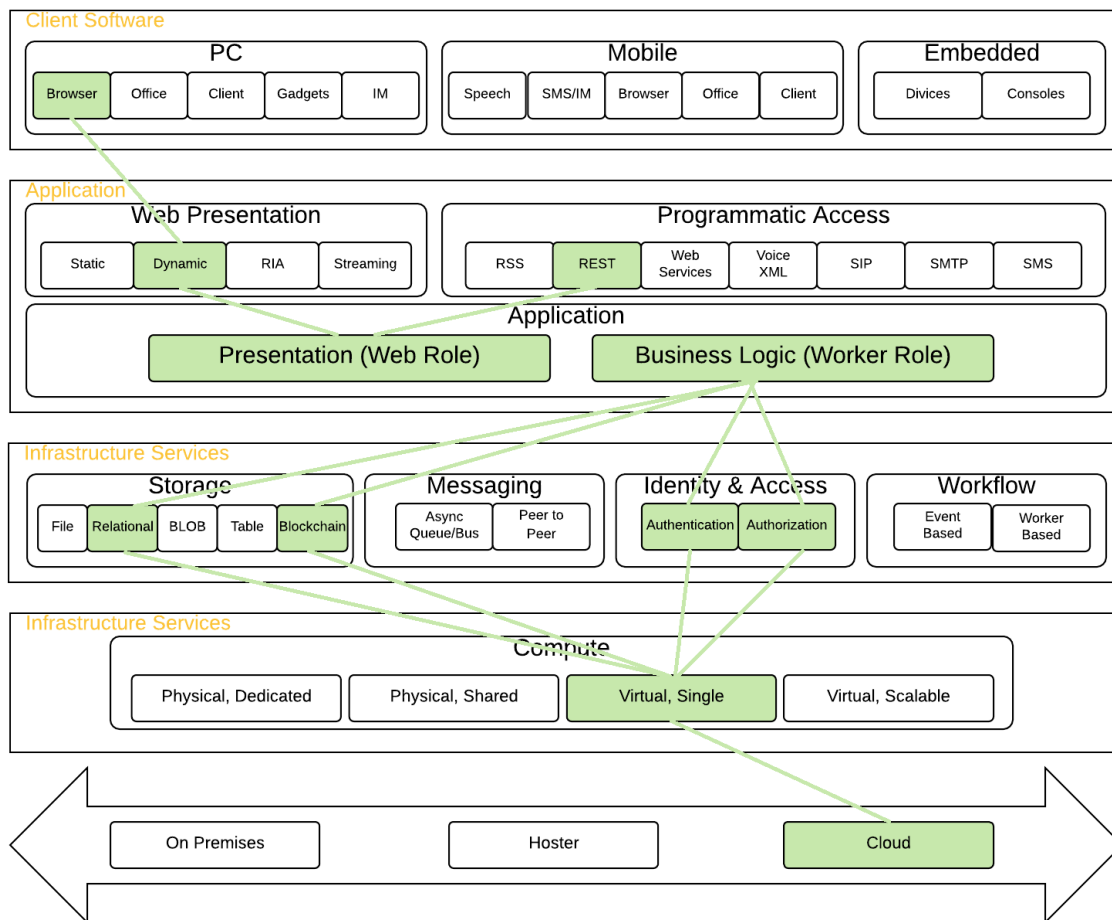 Client Software
PC
Mobile
Embedded
Browser
Office
Client
Gadgets
IM
Speech
SMS/IM
Browser
Office
Client
Divices
Consoles
Application
Web Presentation
Programmatic Access
Static
Dynamic
RIA
Streaming
RSS
REST
Web
Services
Voice
XML
SIP
SMTP
SMS
Application
Presentation (Web Role)
Business Logic (Worker Role)
Infrastructure Services
Storage
Messaging
Identity & Access
Workflow
File
Relational
BLOB
Table
Blockchain
Async
Queue/Bus
Peer to
Peer
Authentication
Authorization
Event
Based
Worker
Based
Infrastructure Services
Compute
Physical, Dedicated
Physical, Shared
Virtual, Single
Virtual, Scalable
On Premises
Hoster
Cloud